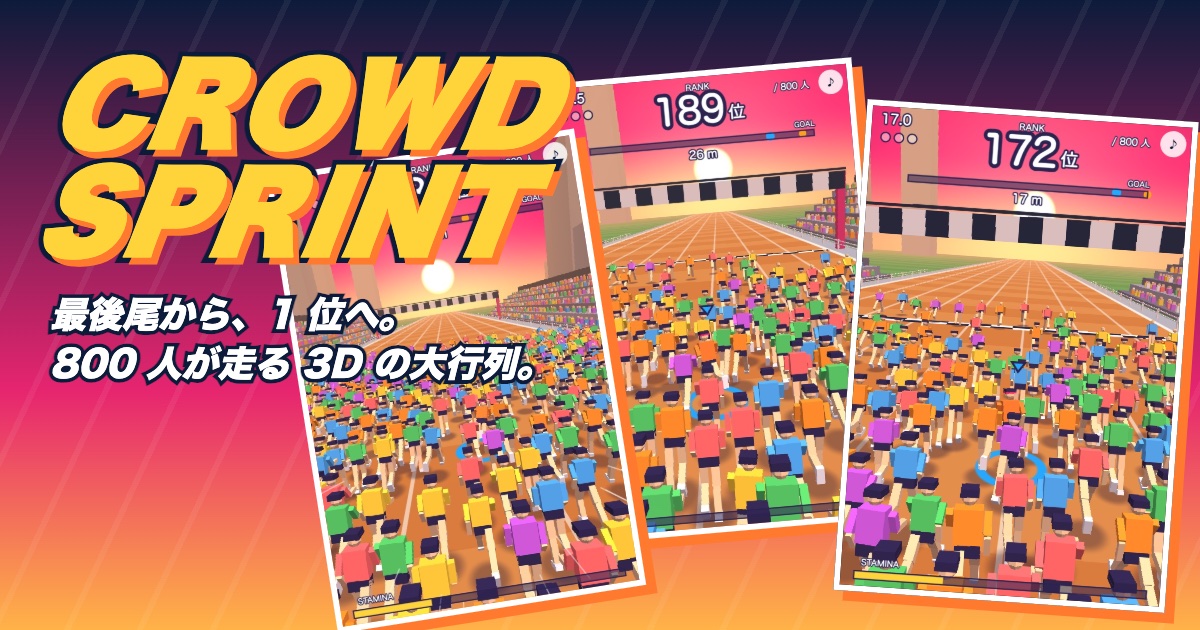 CROWD
SPRINT
最後尾から、1 位へ。
800 人が走る 3D の大行列。
GOAL
STAMINA
RANK
/ 800 人
189位
GOAL
26 m
17.0
RANK
/ 800 人
172位
GOAL
17 m
STAMINA